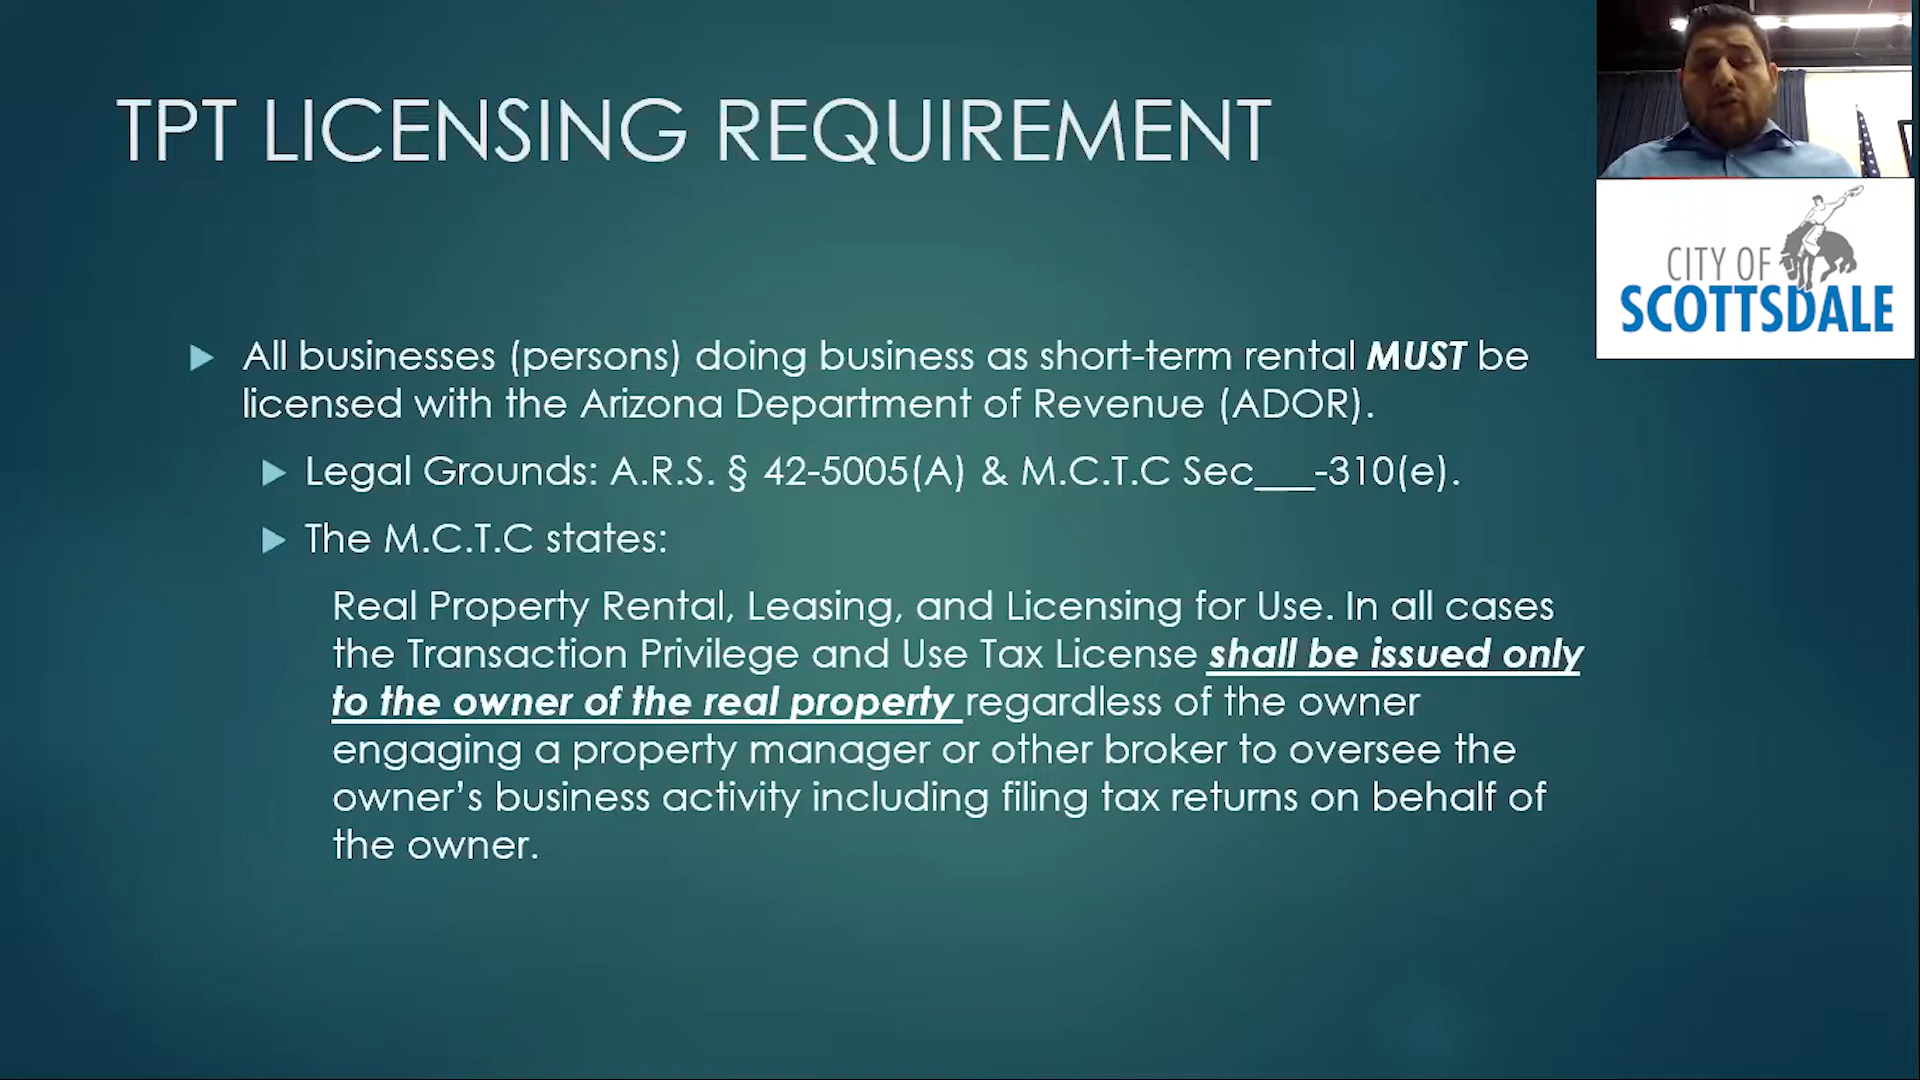 TPT LICENSING REQUIREMENT
CITY OF
SCOTTSDALE
All businesses (persons) doing business as short-term rental MUST be
licensed with the Arizona Department of Revenue (ADOR).
Legal Grounds: A.R.S. § 42-5005(A) & M.C.T.C Sec___-310(e).
The M.C.T.C states:
Real Property Rental, Leasing, and Licensing for Use. In all cases
the Transaction Privilege and Use Tax License shall be issued only
to the owner of the real property regardless of the owner
engaging a property manager or other broker to oversee the
owner’s business activity including filing tax returns on behalf of
the owner.